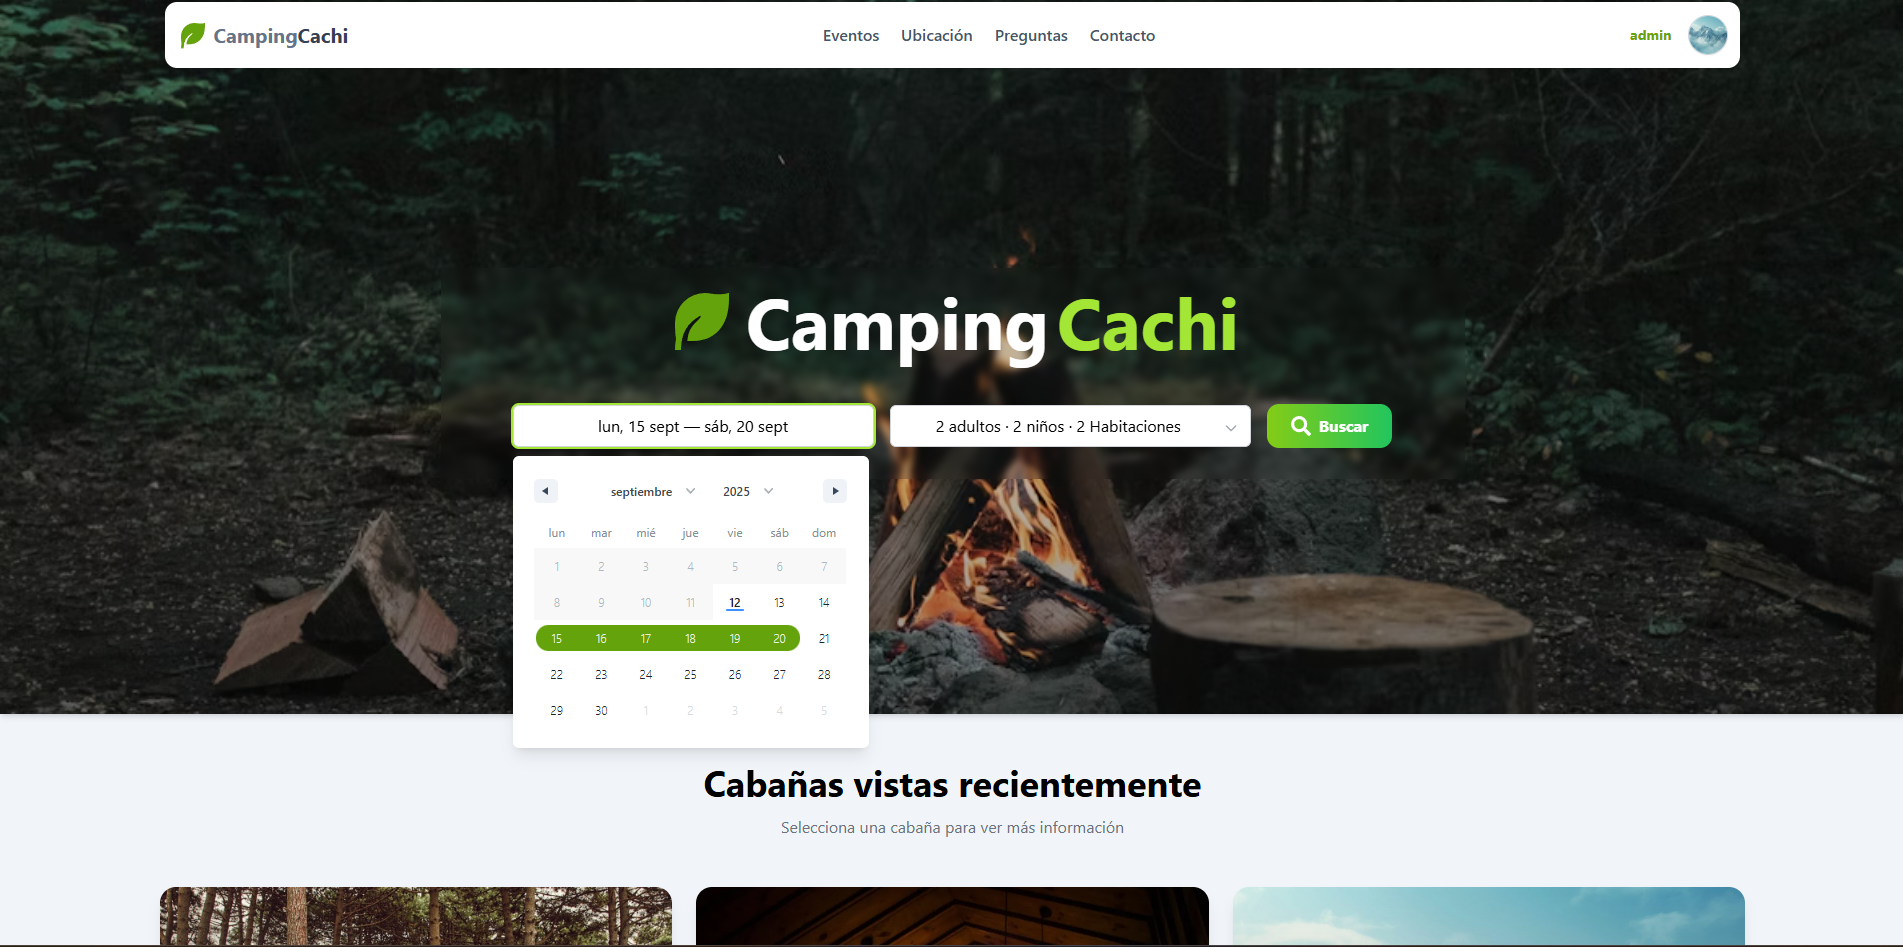 CampingCachi
Eventos Ubicación Preguntas Contacto
admin
Camping Cachi
lun, 15 sept — sáb, 20 sept
2 adultos · 2 niños · 2 Habitaciones
Buscar
septiembre 2025
lun mar mié jue vie sáb dom
1 2 3 4 5 6 7
8 9 10 11 12 13 14
15 16 17 18 19 20 21
22 23 24 25 26 27 28
29 30 1 2 3 4 5
Cabañas vistas recientemente
Selecciona una cabaña para ver más información